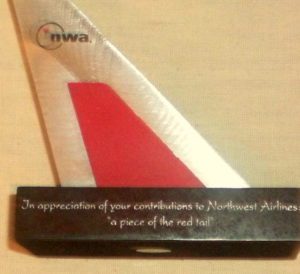 nwa.
In appreciation of your contributions to Northwest Airlines:
"a piece of the red tail"